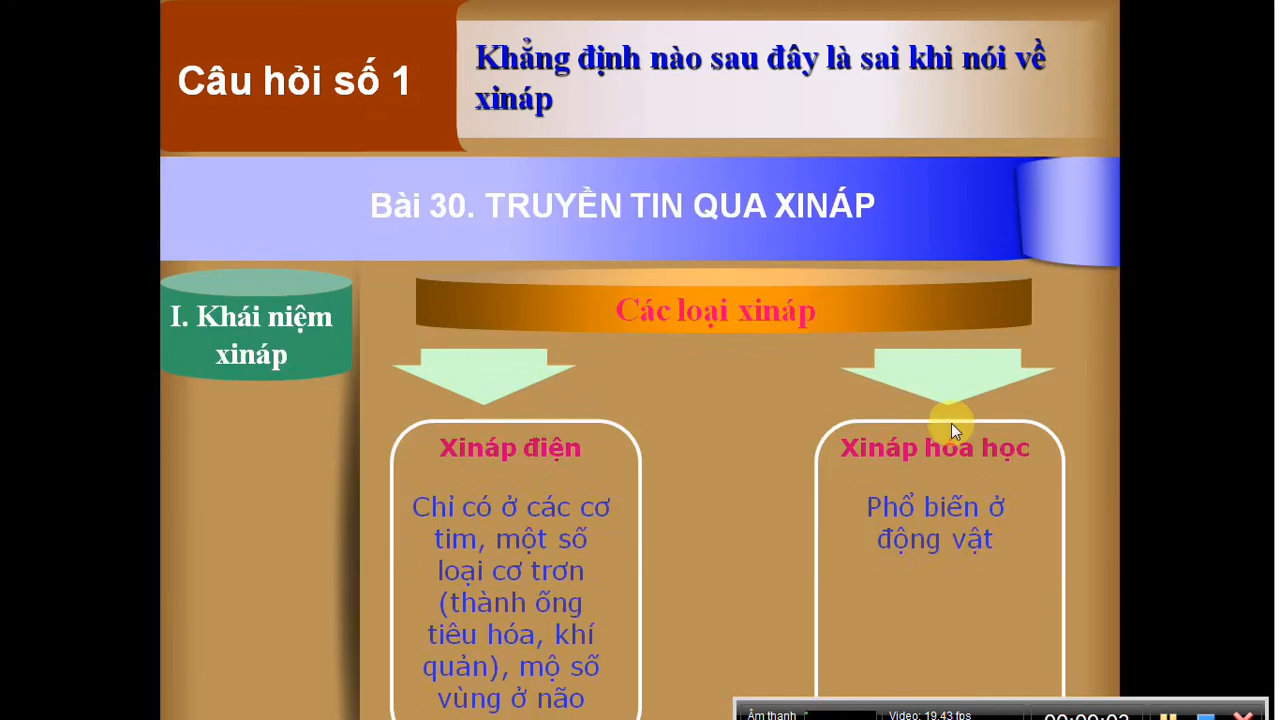 Câu hỏi số 1
Khẳng định nào sau đây là sai khi nói về
xináp
Bài 30. TRUYỀN TIN QUA XINÁP
I. Khái niệm
xináp
Các loại xináp
Xináp điện
Chỉ có ở các cơ
tim, một số
loại cơ trơn
(thành ống
tiêu hóa, khí
quản), mộ số
vùng ở não
Xináp hóa học
Phổ biến ở
động vật
Âm thanh
Video: 19.43 fps